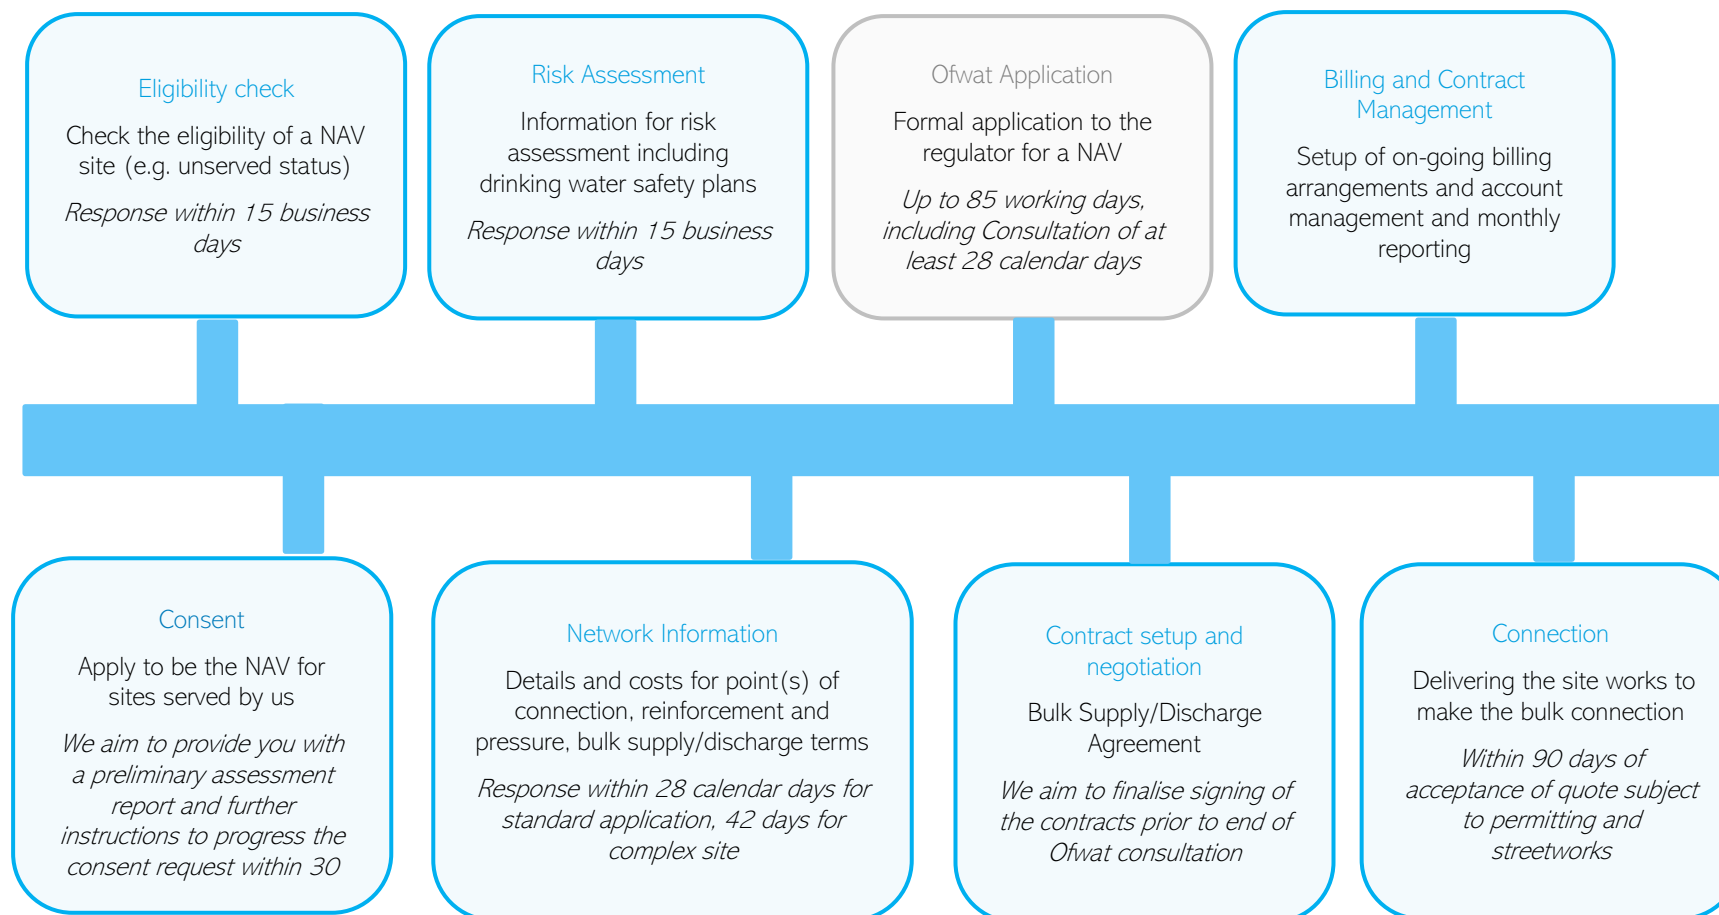 Eligibility check
Check the eligibility of a NAV
site (e.g. unserved status)
Response within 15 business
days
Risk Assessment
Information for risk
assessment including
drinking water safety plans
Response within 15 business
days
Ofwat Application
Formal application to the
regulator for a NAV
Up to 85 working days,
including Consultation of at
least 28 calendar days
Billing and Contract
Management
Setup of on-going billing
arrangements and account
management and monthly
reporting
Consent
Apply to be the NAV for
sites served by us
We aim to provide you with
a preliminary assessment
report and further
instructions to progress the
consent request within 30
Network Information
Details and costs for point(s) of
connection, reinforcement and
pressure, bulk supply/discharge terms
Response within 28 calendar days for
standard application, 42 days for
complex site
Contract setup and
negotiation
Bulk Supply/Discharge
Agreement
We aim to finalise signing of
the contracts prior to end of
Ofwat consultation
Connection
Delivering the site works to
make the bulk connection
Within 90 days of
acceptance of quote subject
to permitting and
streetworks